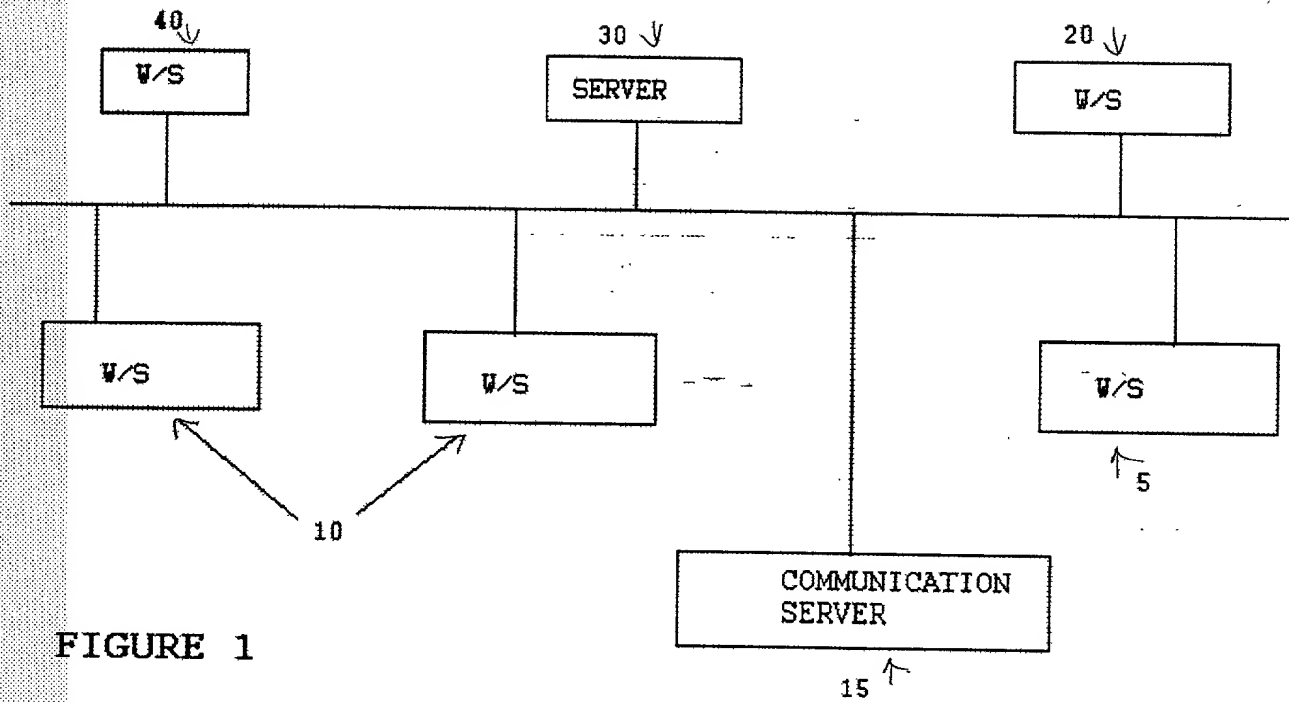 40
30
20
W/S
SERVER
W/S
W/S
W/S
W/S
5
10
COMMUNICATION
SERVER
FIGURE 1
15